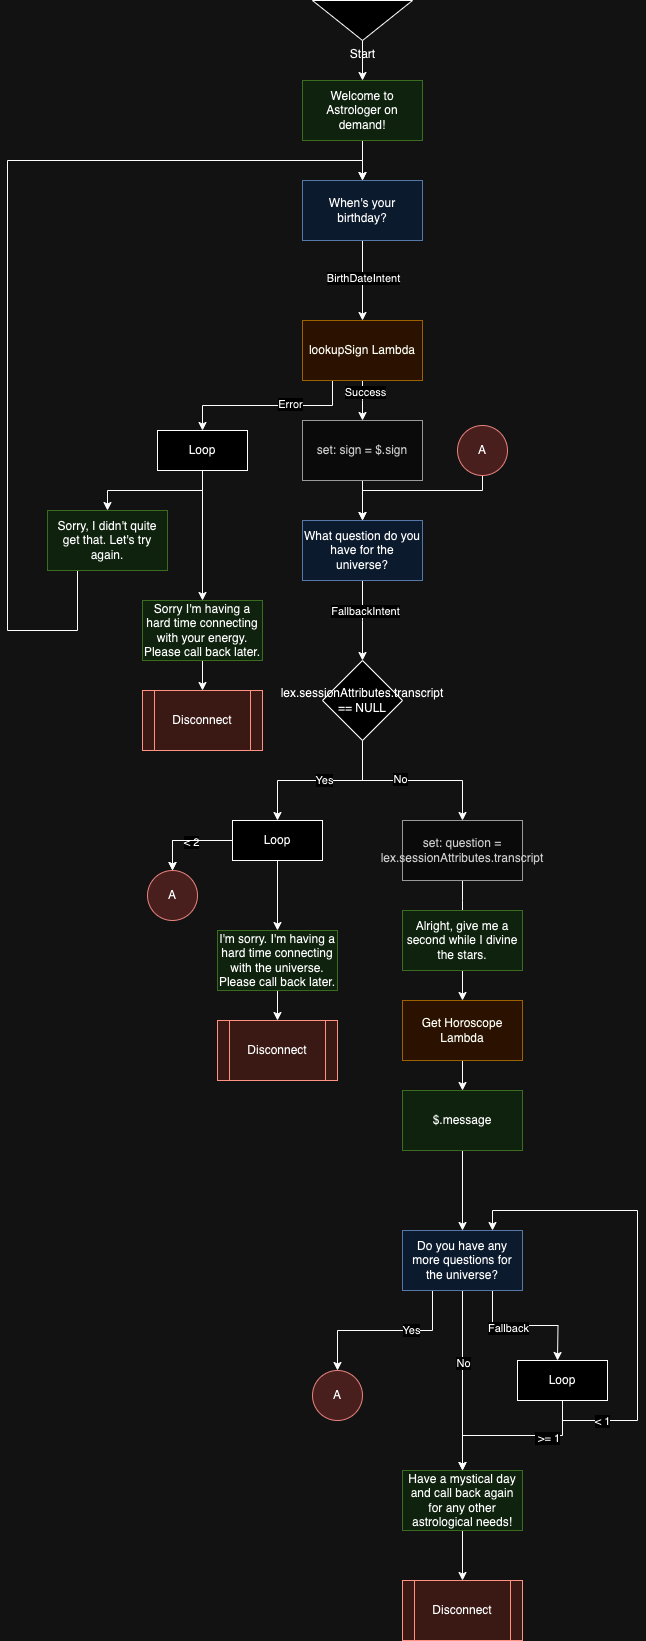 Start
Welcome to
Astrologer on
demand!
When's your
birthday?
BirthDateIntent
lookupSign Lambda
Error
Success
Loop
set: sign = $.sign
A
Sorry, I didn't quite
get that. Let's try
again.
What question do you
have for the
universe?
FallbackIntent
Sorry I'm having a
hard time connecting
with your energy.
Please call back later.
Disconnect
lex.sessionAttributes.transcript
== NULL
Yes
No
Loop
< 2
A
set: question =
lex.sessionAttributes.transcript
I'm sorry. I'm having a
hard time connecting
with the universe.
Please call back later.
Disconnect
Alright, give me a
second while I divine
the stars.
Get Horoscope
Lambda
$.message
Do you have any
more questions for
the universe?
Yes
No
Fallback
A
Loop
< 1
>= 1
Have a mystical day
and call back again
for any other
astrological needs!
Disconnect